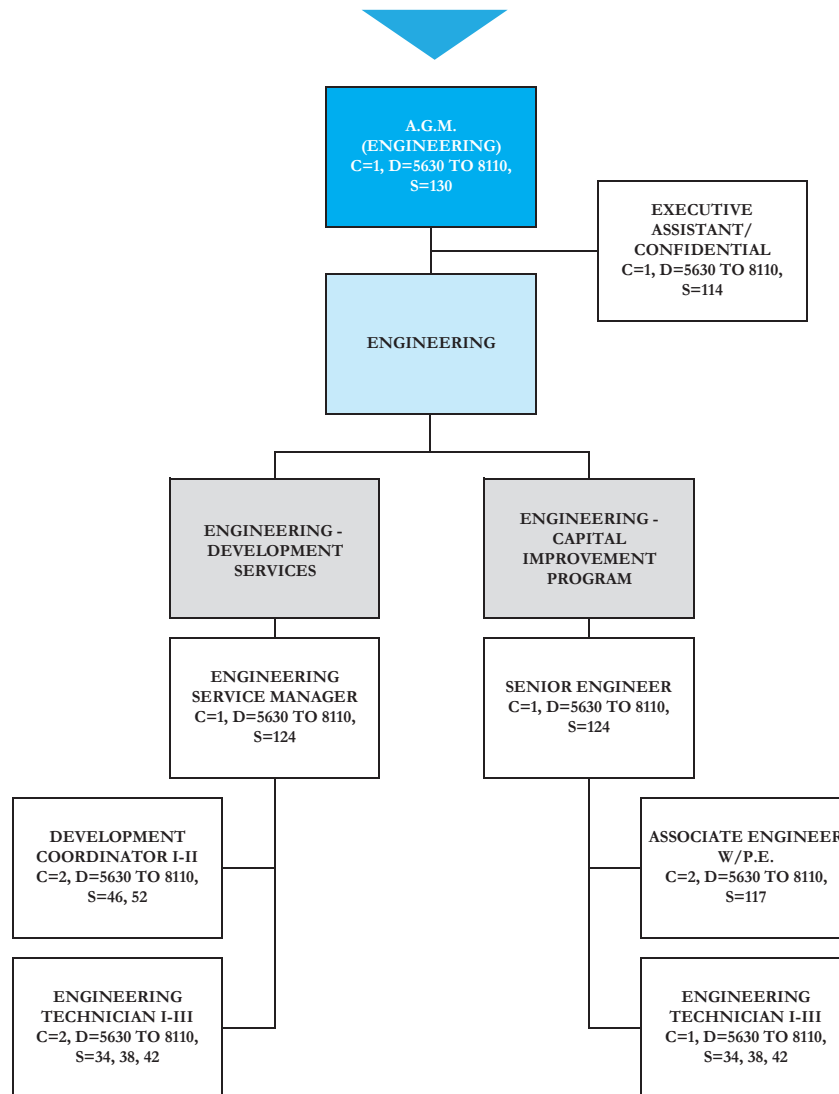 A.G.M.
(ENGINEERING)
C=1, D=5630 TO 8110,
S=130
EXECUTIVE
ASSISTANT/
CONFIDENTIAL
C=1, D=5630 TO 8110,
S=114
ENGINEERING
ENGINEERING -
DEVELOPMENT
SERVICES
ENGINEERING -
CAPITAL
IMPROVEMENT
PROGRAM
ENGINEERING
SERVICE MANAGER
C=1, D=5630 TO 8110,
S=124
SENIOR ENGINEER
C=1, D=5630 TO 8110,
S=124
DEVELOPMENT
COORDINATOR I-II
C=2, D=5630 TO 8110,
S=46, 52
ASSOCIATE ENGINEER
W/P.E.
C=2, D=5630 TO 8110,
S=117
ENGINEERING
TECHNICIAN I-III
C=2, D=5630 TO 8110,
S=34, 38, 42
ENGINEERING
TECHNICIAN I-III
C=1, D=5630 TO 8110,
S=34, 38, 42